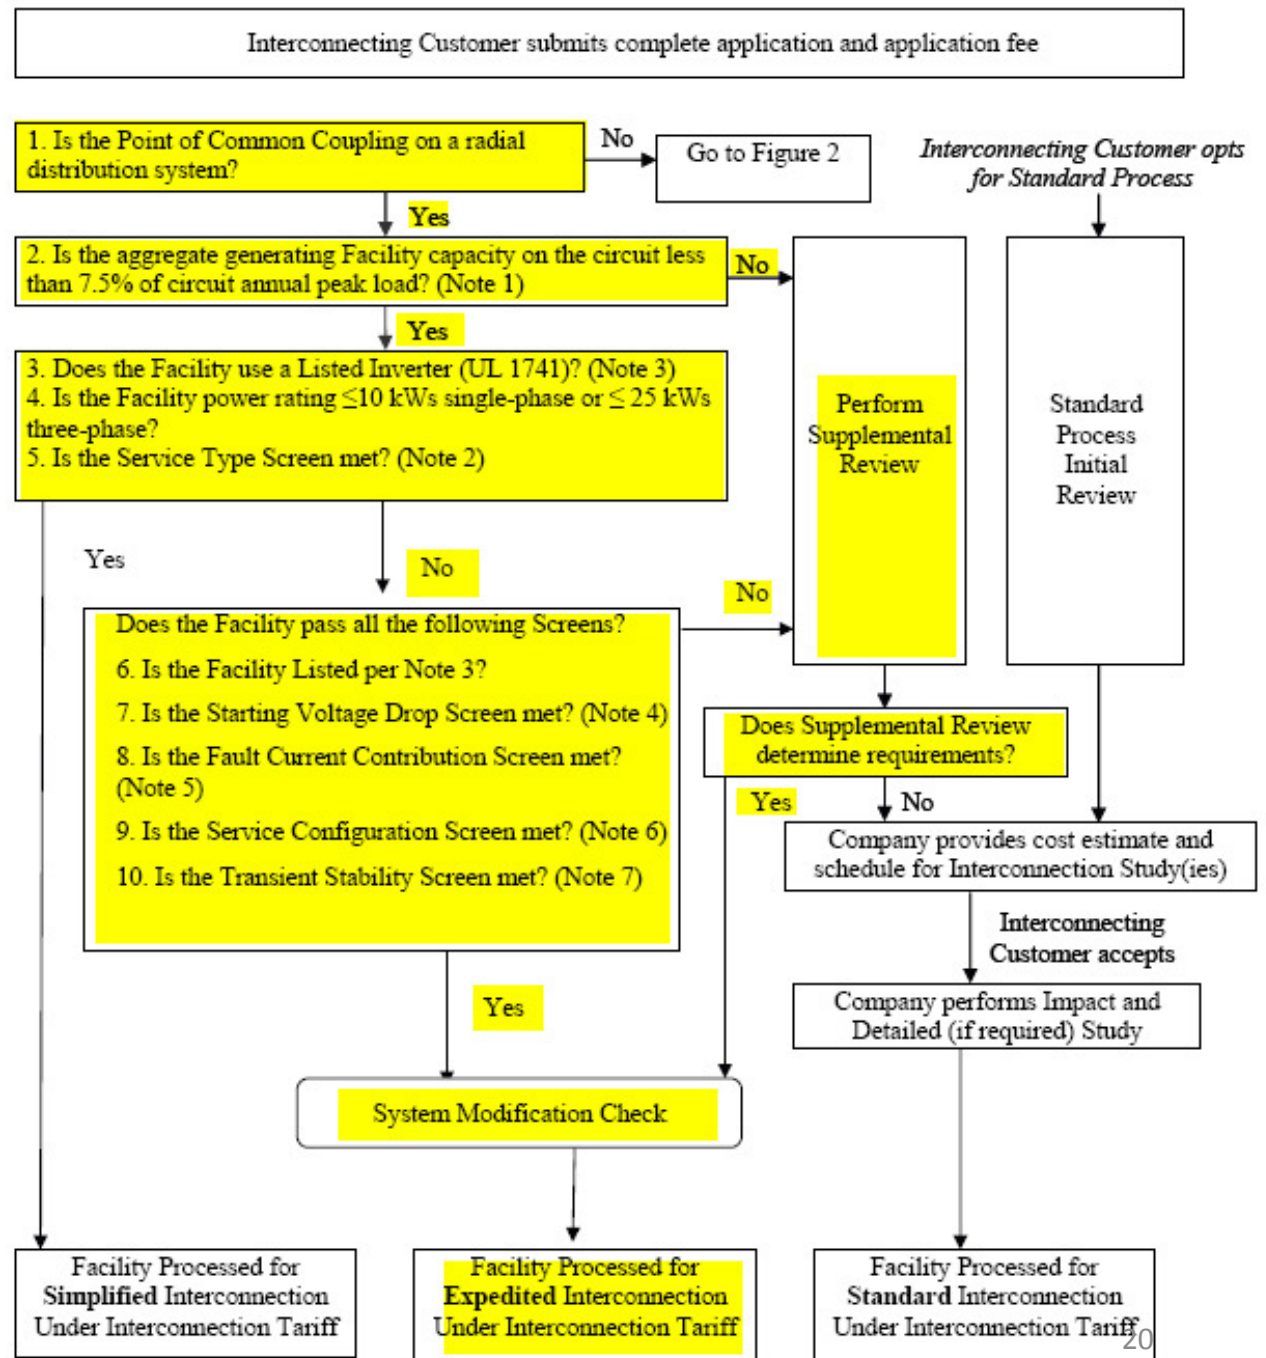 Interconnecting Customer submits complete application and application fee
1. Is the Point of Common Coupling on a radial
distribution system?
No
Go to Figure 2
Interconnecting Customer opts
for Standard Process
Yes
2. Is the aggregate generating Facility capacity on the circuit less
than 7.5% of circuit annual peak load? (Note 1)
No
Yes
3. Does the Facility use a Listed Inverter (UL 1741)? (Note 3)
4. Is the Facility power rating ≤10 kWs single-phase or ≤ 25 kWs
three-phase?
5. Is the Service Type Screen met? (Note 2)
Perform
Supplemental
Review
Standard
Process
Initial
Review
Yes
No
No
Does the Facility pass all the following Screens?
6. Is the Facility Listed per Note 3?
7. Is the Starting Voltage Drop Screen met? (Note 4)
8. Is the Fault Current Contribution Screen met?
(Note 5)
9. Is the Service Configuration Screen met? (Note 6)
10. Is the Transient Stability Screen met? (Note 7)
Does Supplemental Review
determine requirements?
Yes
No
Company provides cost estimate and
schedule for Interconnection Study(ies)
Interconnecting
Customer accepts
Company performs Impact and
Detailed (if required) Study
Yes
System Modification Check
Facility Processed for
Simplified Interconnection
Under Interconnection Tariff
Facility Processed for
Expedited Interconnection
Under Interconnection Tariff
Facility Processed for
Standard Interconnection
Under Interconnection Tariff
20